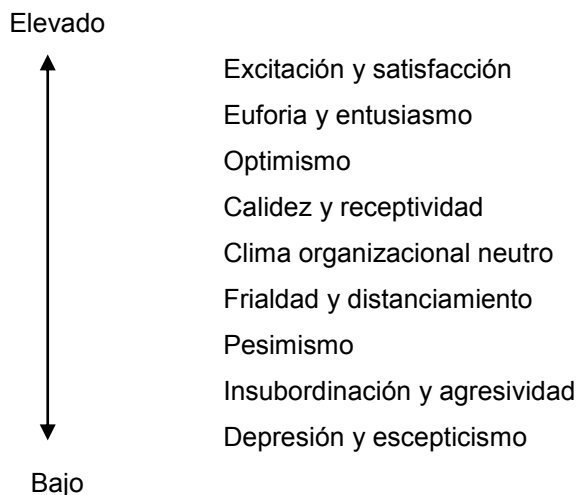 Elevado
Excitación y satisfacción
Euforia y entusiasmo
Optimismo
Calidez y receptividad
Clima organizacional neutro
Frialdad y distanciamiento
Pesimismo
Insubordinación y agresividad
Depresión y escepticismo
Bajo